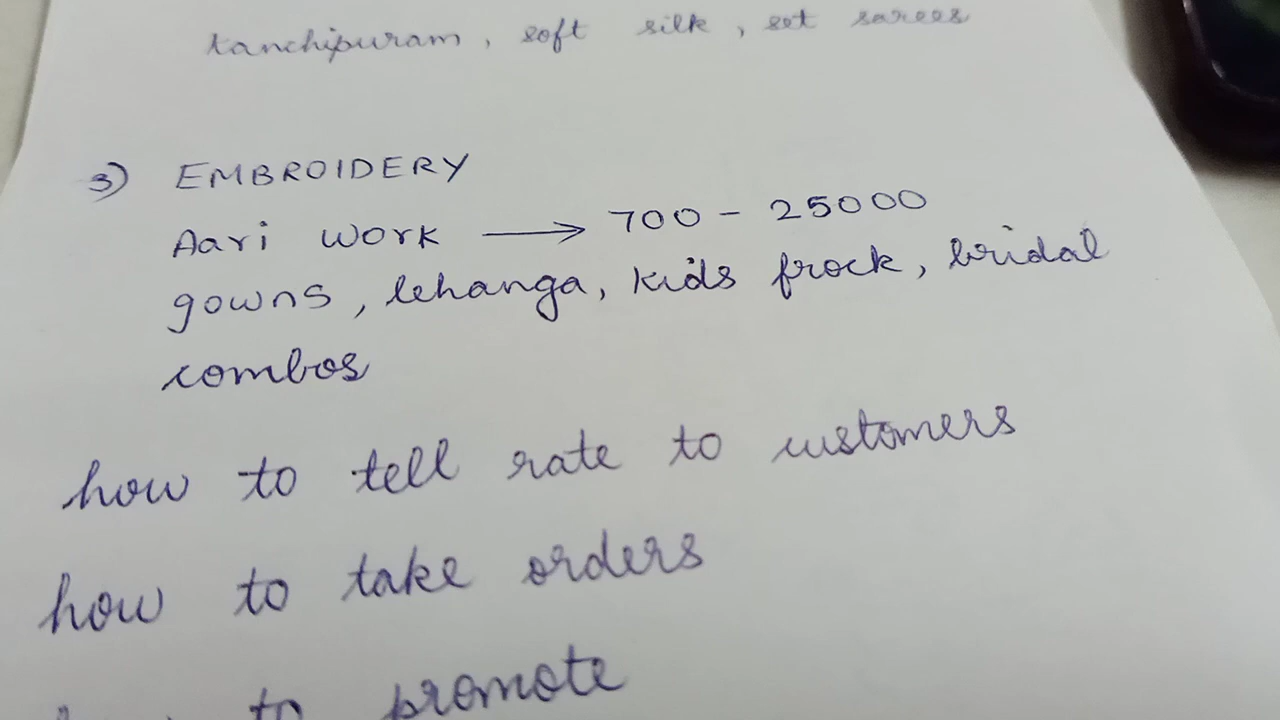 kanchipuram, soft silk, set sarees
3) EMBROIDERY
Aari work → 700 - 25000
gowns, lehanga, kids frock, bridal
combos
how to tell rate to customers
how to take orders
to promote